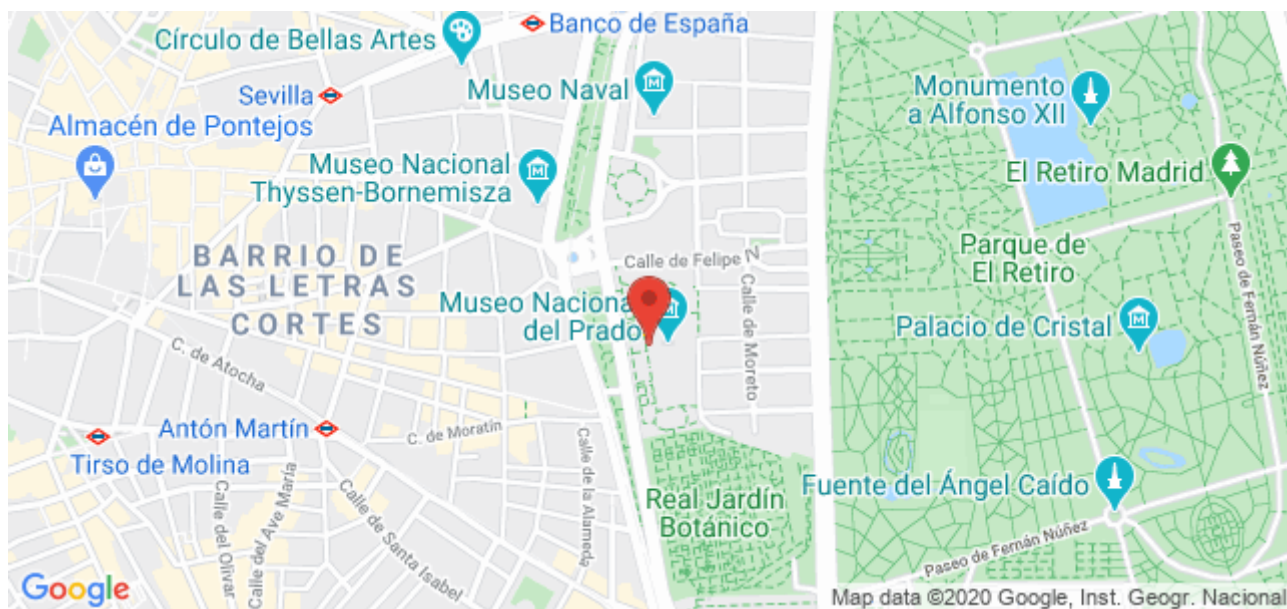 Banco de España
Círculo de Bellas Artes
Museo Naval
Monumento
a Alfonso XII
Sevilla
Almacén de Pontejos
Museo Nacional
Thyssen-Bornemisza
El Retiro Madrid
BARRIO DE
LAS LETRAS
CORTES
Calle de Felipe
Parque de
El Retiro
Paseo de Fernán Núñez
Calle de Moreto
Museo Nacional
del Prado
Palacio de Cristal
C. de Atocha
Antón Martín
C. de Moratín
Tirso de Molina
Calle de la Alameda
Fuente del Ángel Caído
Real Jardín
Botánico
Calle del Olivar
Calle del Ave María
Calle de Santa Isabel
Paseo de Fernán Núñez
Google
Map data ©2020 Google, Inst. Geogr. Nacional